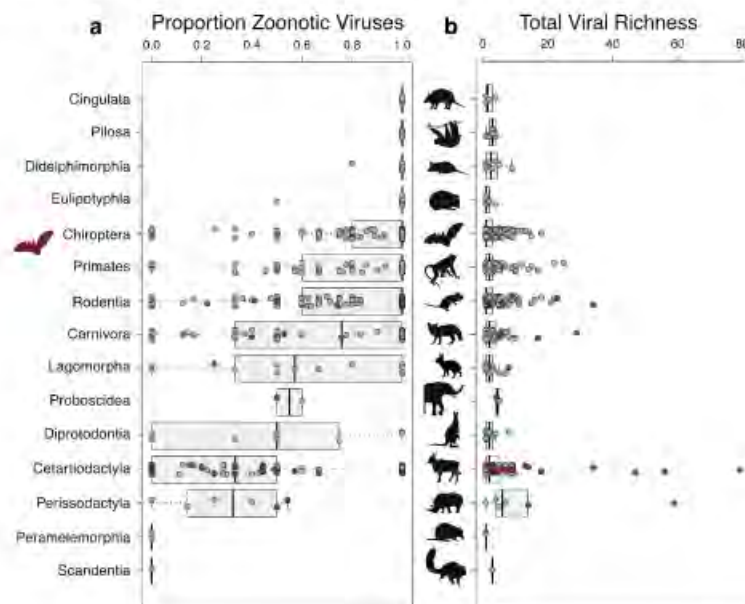 a Proportion Zoonotic Viruses b Total Viral Richness
0.0 0.2 0.4 0.6 0.8 1.0 0 20 40 60 80
Cingulata
Pilosa
Didelphimorphia
Eulipotyphla
Chiroptera
Primates
Rodentia
Carnivora
Lagomorpha
Proboscidea
Diprotodontia
Cetartiodactyla
Perissodactyla
Peramelemorphia
Scandentia